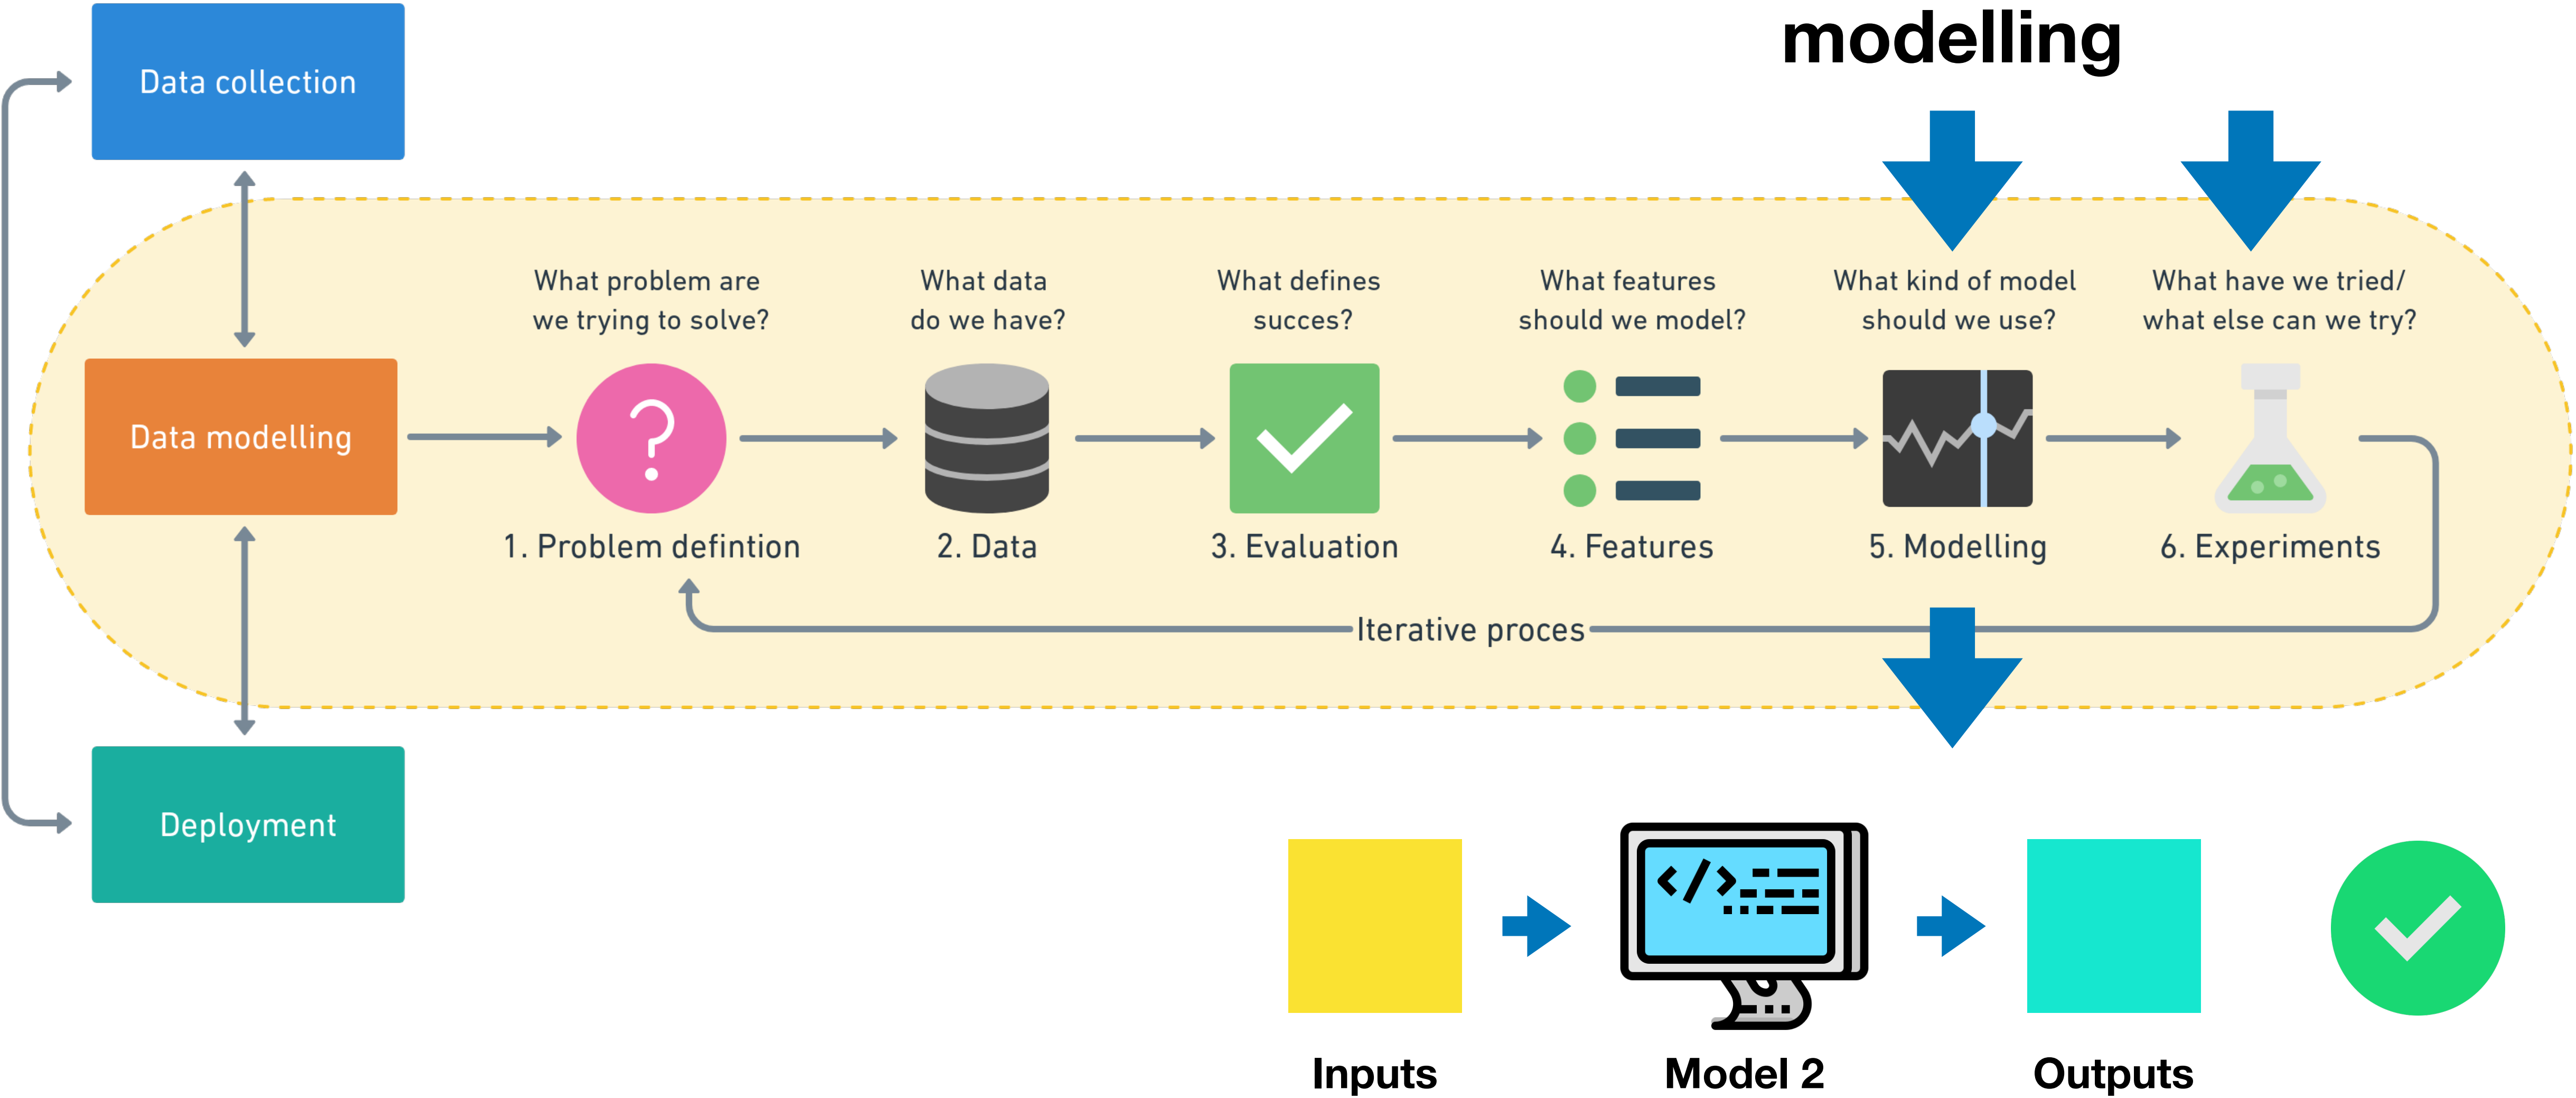 modelling
Data collection
What problem are
we trying to solve?
What data
do we have?
What defines
succes?
What features
should we model?
What kind of model
should we use?
What have we tried/
what else can we try?
Data modelling
1. Problem defintion
2. Data
3. Evaluation
4. Features
5. Modelling
6. Experiments
Iterative proces
Deployment
Inputs
Model 2
Outputs